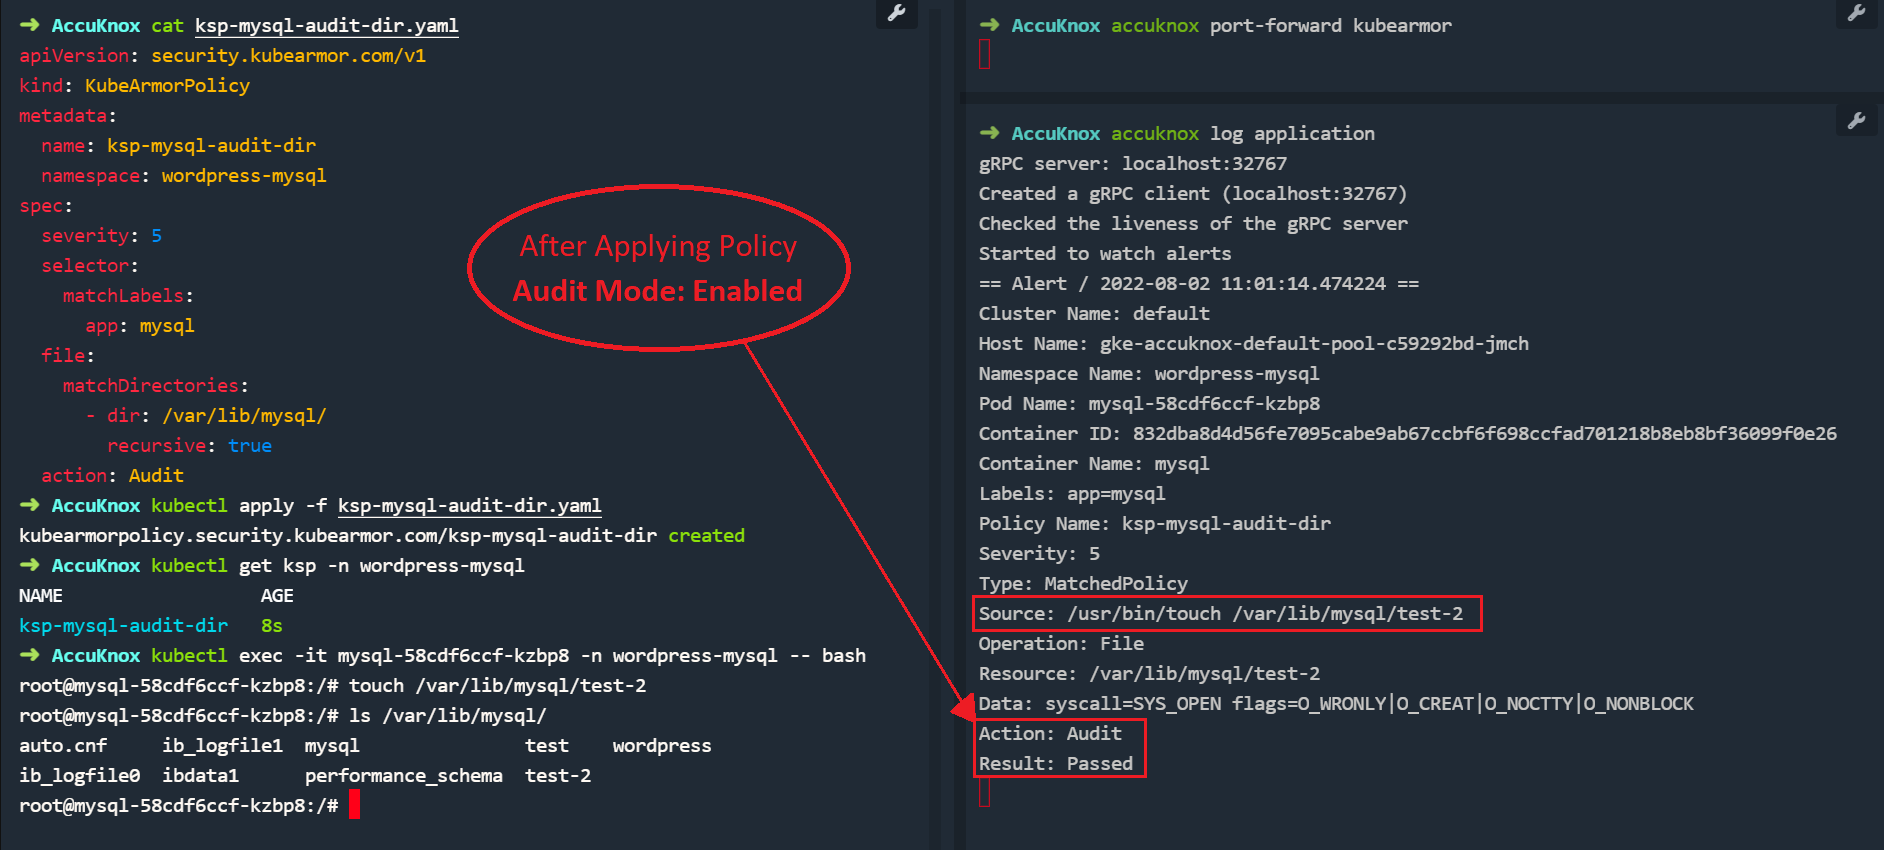 ➜ AccuKnox cat ksp-mysql-audit-dir.yaml
apiVersion: security.kubearmor.com/v1
kind: KubeArmorPolicy
metadata:
  name: ksp-mysql-audit-dir
  namespace: wordpress-mysql
spec:
  severity: 5
  selector:
    matchLabels:
      app: mysql
  file:
    matchDirectories:
      - dir: /var/lib/mysql/
        recursive: true
  action: Audit
➜ AccuKnox kubectl apply -f ksp-mysql-audit-dir.yaml
kubearmorpolicy.security.kubearmor.com/ksp-mysql-audit-dir created
➜ AccuKnox kubectl get ksp -n wordpress-mysql
NAME                  AGE
ksp-mysql-audit-dir   8s
➜ AccuKnox kubectl exec -it mysql-58cdf6ccf-kzbp8 -n wordpress-mysql -- bash
root@mysql-58cdf6ccf-kzbp8:/# touch /var/lib/mysql/test-2
root@mysql-58cdf6ccf-kzbp8:/# ls /var/lib/mysql/
auto.cnf     ib_logfile1  mysql               test    wordpress
ib_logfile0  ibdata1      performance_schema  test-2
root@mysql-58cdf6ccf-kzbp8:/#
After Applying Policy
Audit Mode: Enabled
➜ AccuKnox accuknox port-forward kubearmor
➜ AccuKnox accuknox log application
gRPC server: localhost:32767
Created a gRPC client (localhost:32767)
Checked the liveness of the gRPC server
Started to watch alerts
== Alert / 2022-08-02 11:01:14.474224 ==
Cluster Name: default
Host Name: gke-accuknox-default-pool-c59292bd-jmch
Namespace Name: wordpress-mysql
Pod Name: mysql-58cdf6ccf-kzbp8
Container ID: 832dba8d4d56fe7095cabe9ab67ccbf6f698ccfad701218b8eb8bf36099f0e26
Container Name: mysql
Labels: app=mysql
Policy Name: ksp-mysql-audit-dir
Severity: 5
Type: MatchedPolicy
Source: /usr/bin/touch /var/lib/mysql/test-2
Operation: File
Resource: /var/lib/mysql/test-2
Data: syscall=SYS_OPEN flags=O_WRONLY|O_CREAT|O_NOCTTY|O_NONBLOCK
Action: Audit
Result: Passed